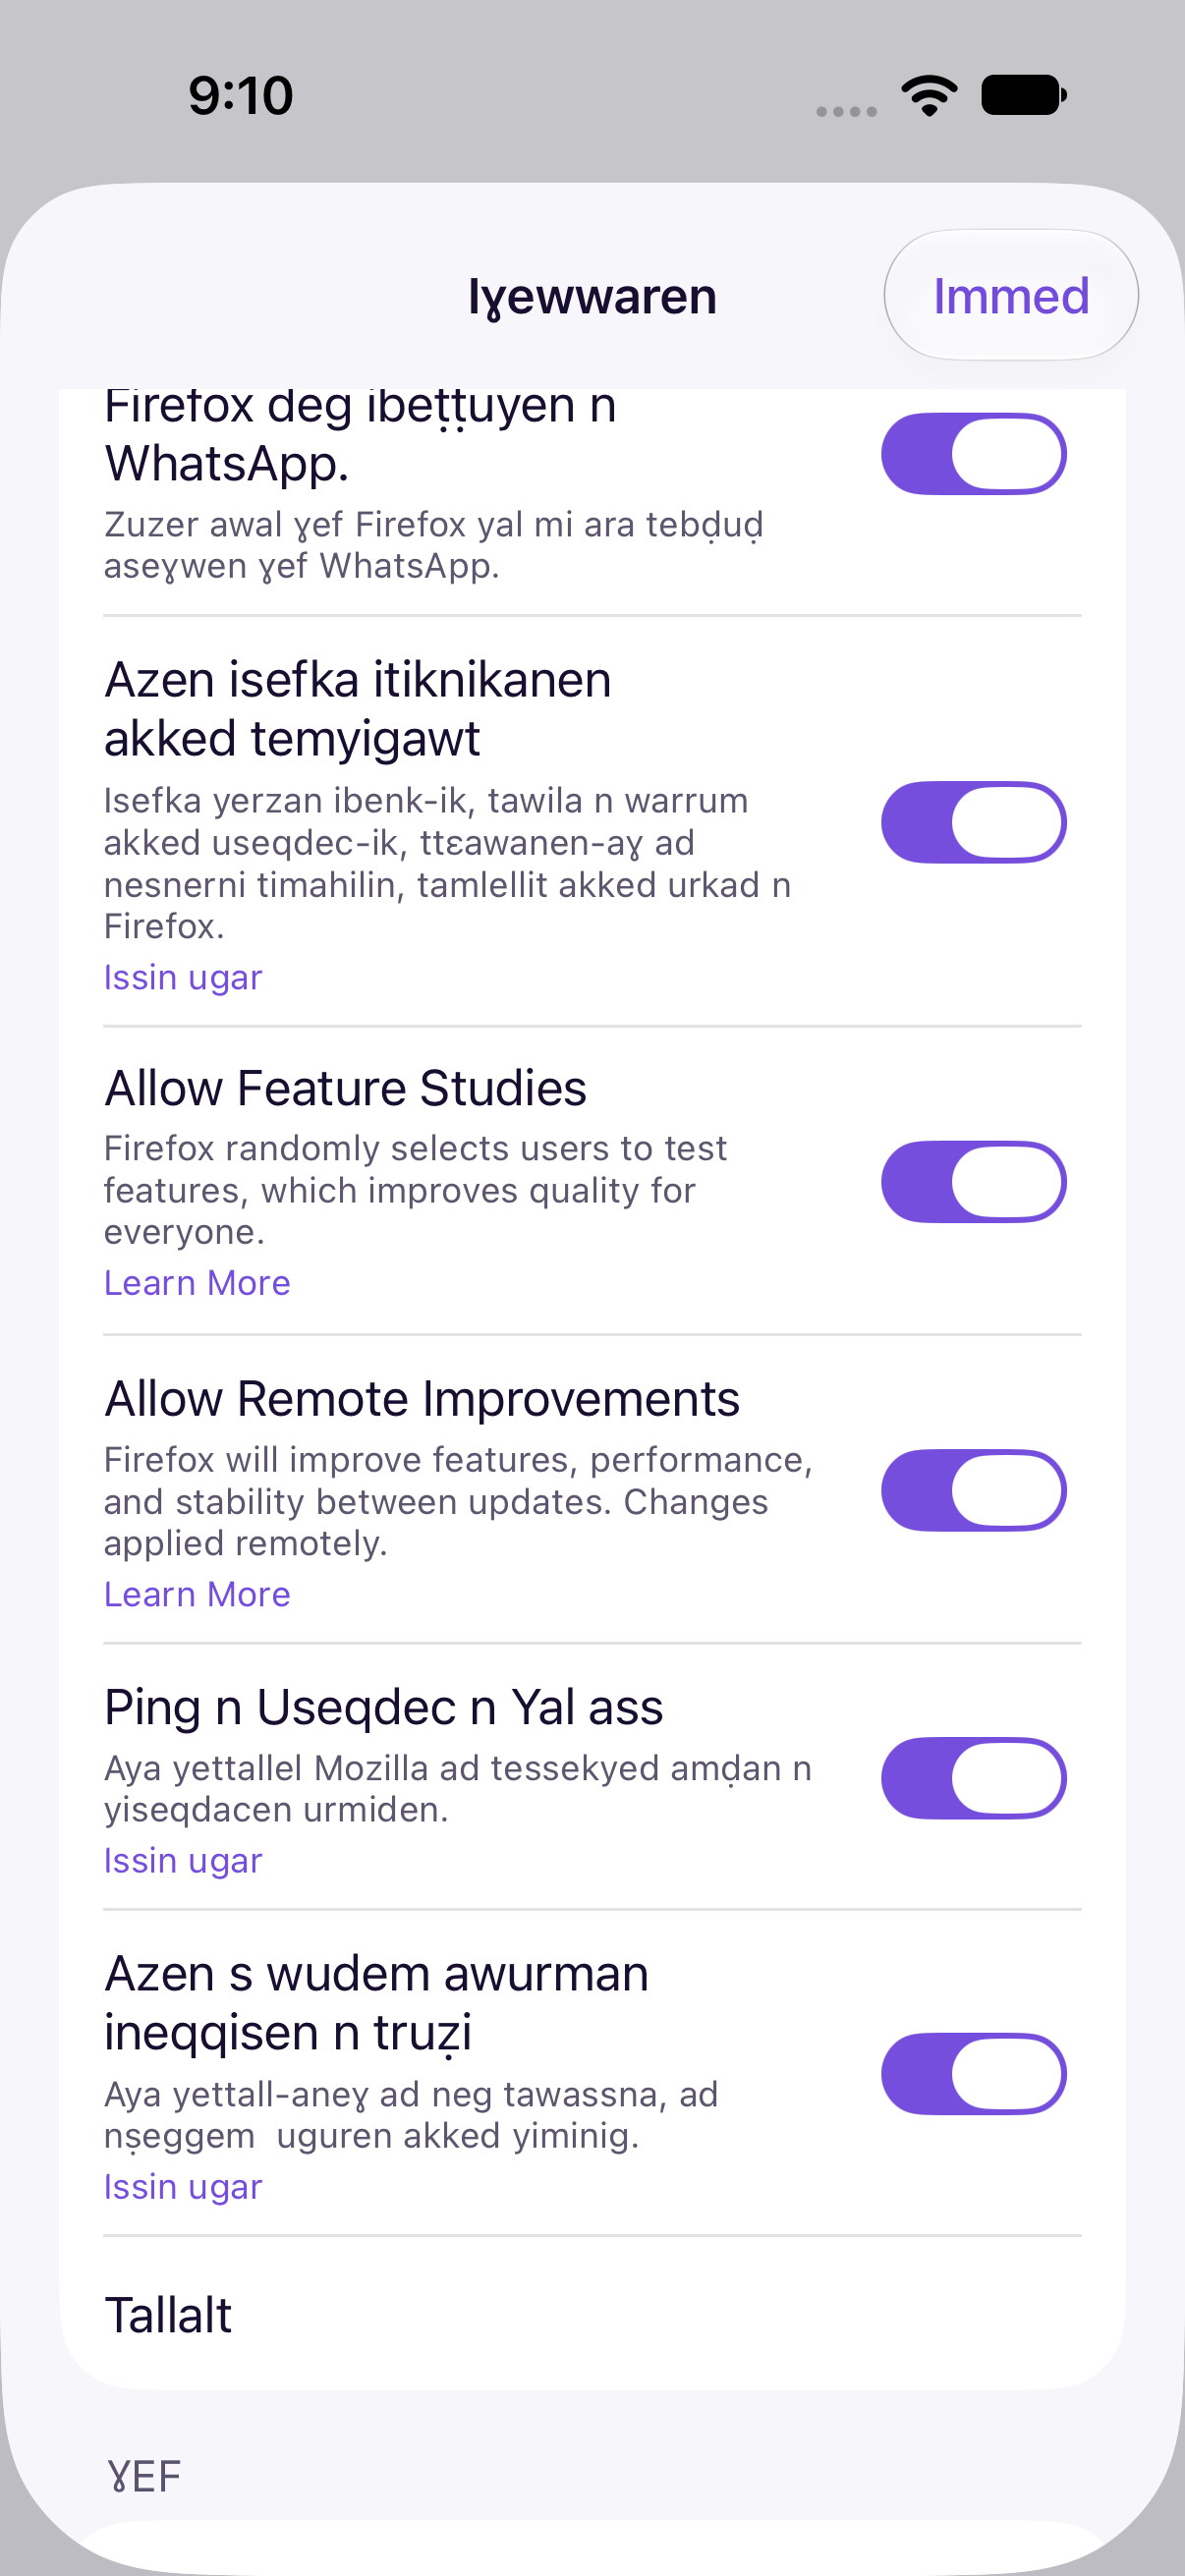 9:10
Iɣewwaren
Immed
Firefox deg ibeṭṭuyen n
WhatsApp.
Zuzer awal ɣef Firefox yal mi ara tebḍuḍ
aseɣwen ɣef WhatsApp.
Azen isefka itiknikanen
akked temyigawt
Isefka yerzan ibenk-ik, tawila n warrum
akked useqdec-ik, ttɛawanen-aɣ ad
nesnerni timahilin, tamlellit akked urkad n
Firefox.
Issin ugar
Allow Feature Studies
Firefox randomly selects users to test
features, which improves quality for
everyone.
Learn More
Allow Remote Improvements
Firefox will improve features, performance,
and stability between updates. Changes
applied remotely.
Learn More
Ping n Useqdec n Yal ass
Aya yettallel Mozilla ad tessekyed amḍan n
yiseqdacen urmiden.
Issin ugar
Azen s wudem awurman
ineqqisen n truẓi
Aya yettall-aneɣ ad neg tawassna, ad
nṣeggem  uguren akked yiminig.
Issin ugar
Tallalt
ƔEF